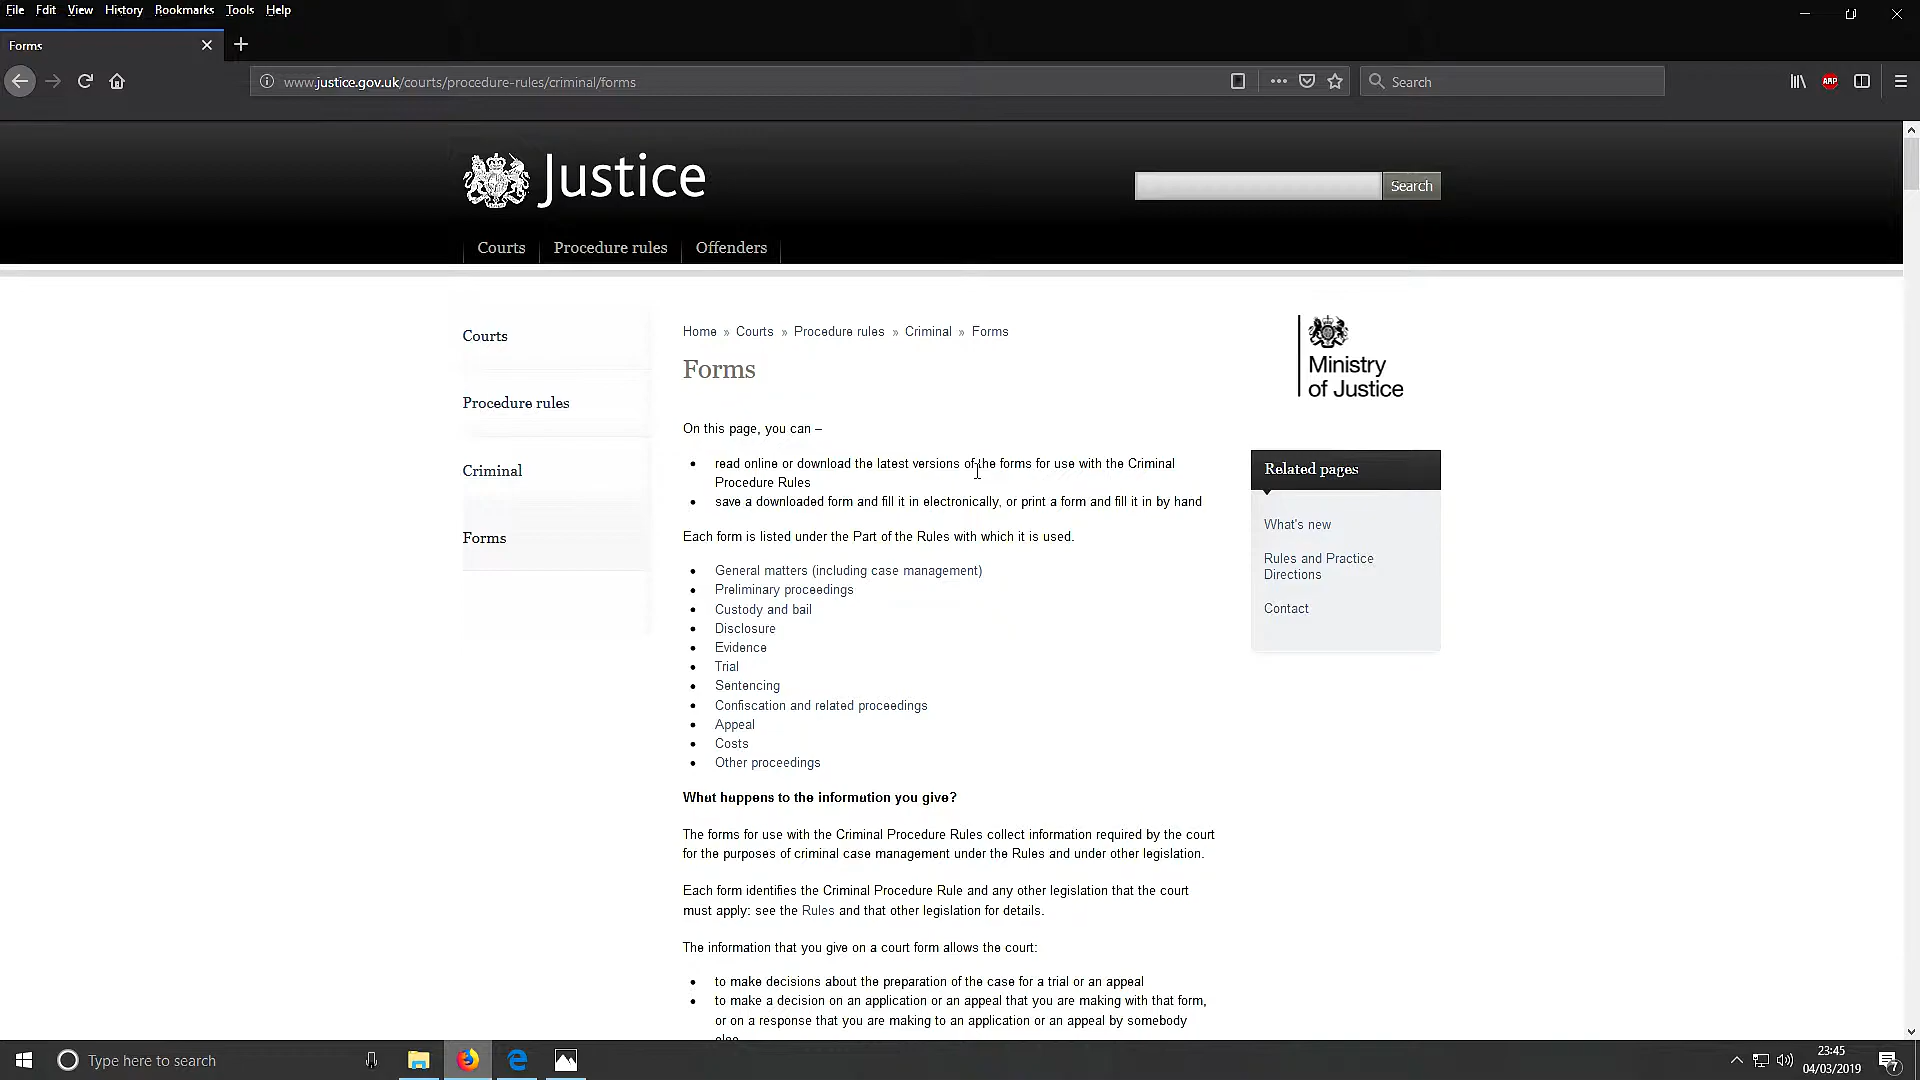 File Edit View History Bookmarks Tools Help
Forms
www.justice.gov.uk/courts/procedure-rules/criminal/forms
Search
ABP
Justice
Search
Courts
Procedure rules
Offenders
Courts
Procedure rules
Criminal
Forms
Home » Courts » Procedure rules » Criminal » Forms
Forms
On this page, you can –
• read online or download the latest versions of the forms for use with the Criminal
Procedure Rules
• save a downloaded form and fill it in electronically, or print a form and fill it in by hand
Each form is listed under the Part of the Rules with which it is used.
• General matters (including case management)
• Preliminary proceedings
• Custody and bail
• Disclosure
• Evidence
• Trial
• Sentencing
• Confiscation and related proceedings
• Appeal
• Costs
• Other proceedings
What happens to the information you give?
The forms for use with the Criminal Procedure Rules collect information required by the court
for the purposes of criminal case management under the Rules and under other legislation.
Each form identifies the Criminal Procedure Rule and any other legislation that the court
must apply: see the Rules and that other legislation for details.
The information that you give on a court form allows the court:
• to make decisions about the preparation of the case for a trial or an appeal
• to make a decision on an application or an appeal that you are making with that form,
or on a response that you are making to an application or an appeal by somebody
else
Ministry
of Justice
Related pages
What's new
Rules and Practice
Directions
Contact
Type here to search
23:45
04/03/2019
7